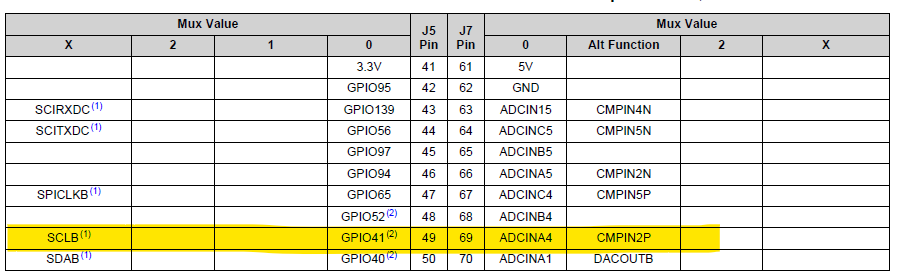 Mux Value J5 Pin J7 Pin Mux Value
X 2 1 0 0 Alt Function 2 X
3.3V 41 61 5V
GPIO95 42 62 GND
SCIRXDC(1) GPIO139 43 63 ADCIN15 CMPIN4N
SCITXDC(1) GPIO56 44 64 ADCINC5 CMPIN5N
GPIO97 45 65 ADCINB5
GPIO94 46 66 ADCINA5 CMPIN2N
SPICLKB(1) GPIO65 47 67 ADCINC4 CMPIN5P
GPIO52(2) 48 68 ADCINB4
SCLB(1) GPIO41(2) 49 69 ADCINA4 CMPIN2P
SDAB(1) GPIO40(2) 50 70 ADCINA1 DACOUTB